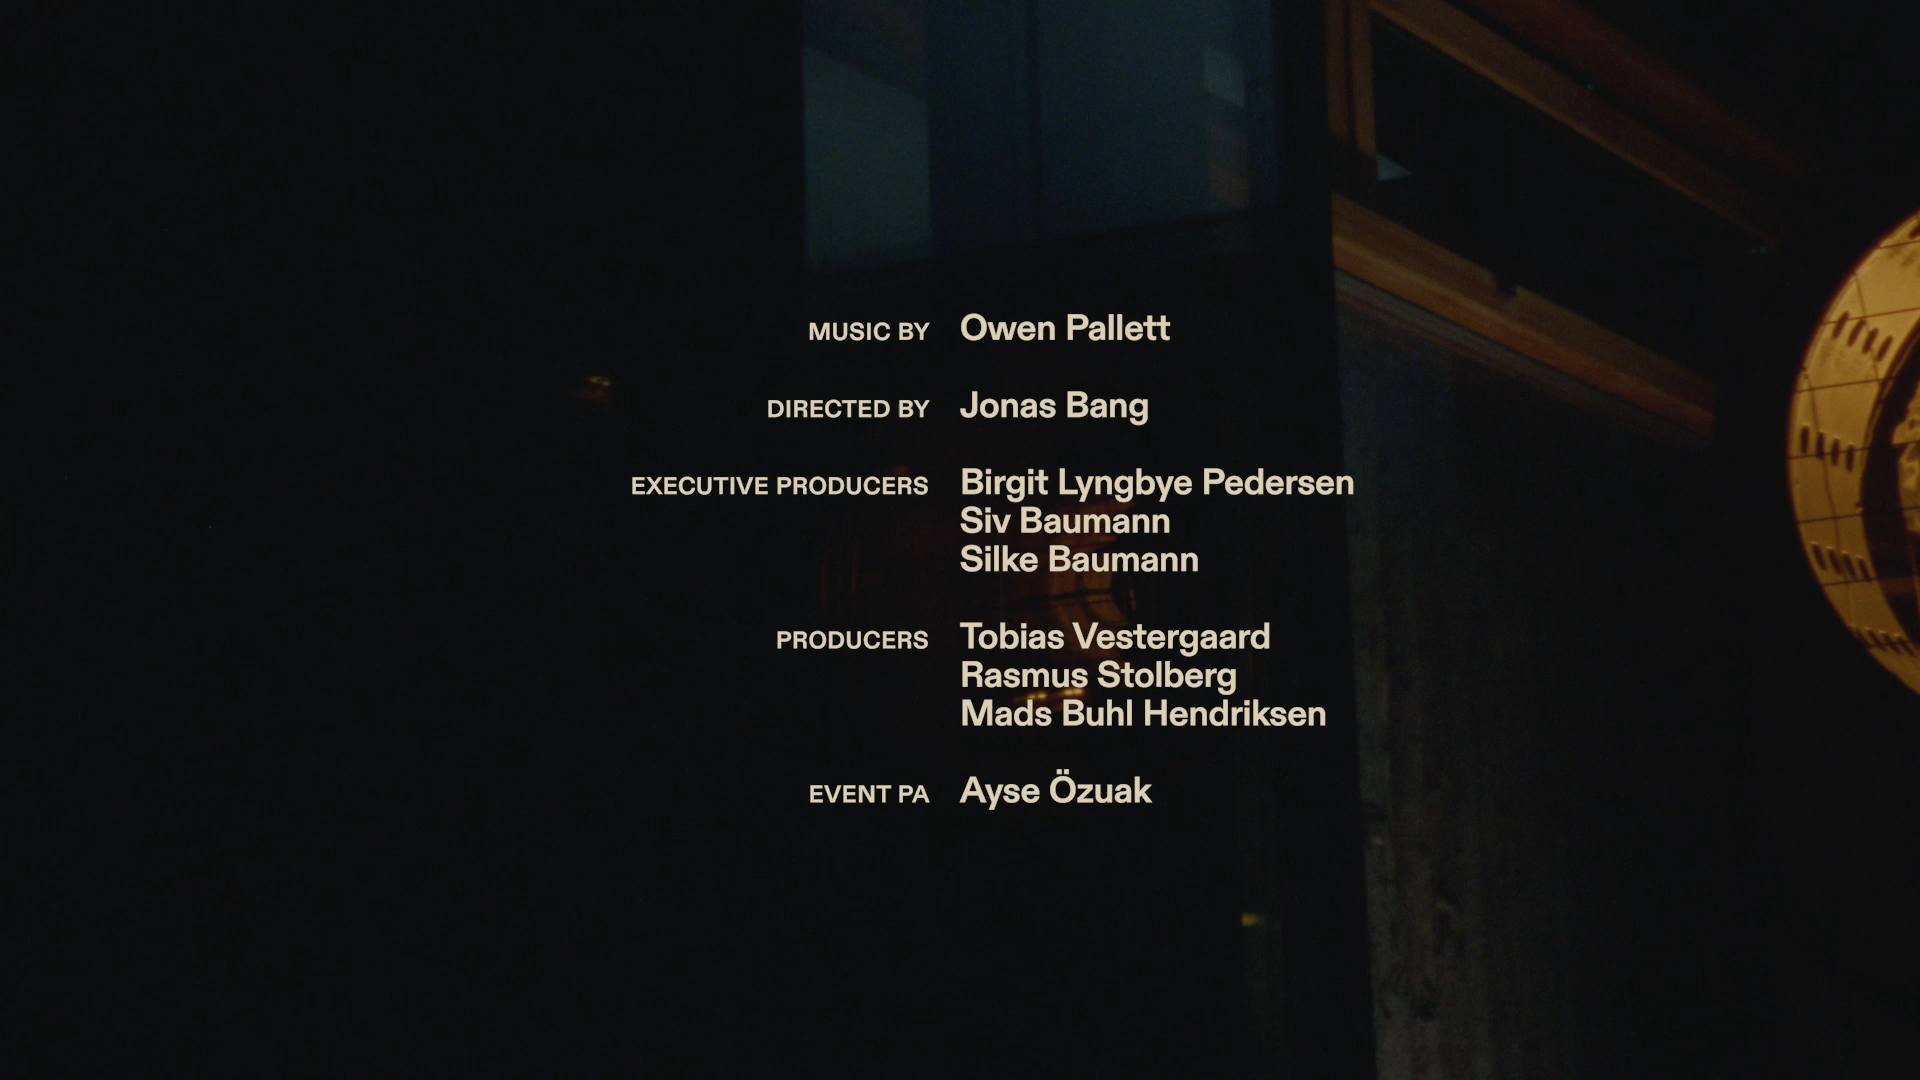 MUSIC BY Owen Pallett
DIRECTED BY Jonas Bang
EXECUTIVE PRODUCERS Birgit Lyngbye Pedersen
Siv Baumann
Silke Baumann
PRODUCERS Tobias Vestergaard
Rasmus Stolberg
Mads Buhl Hendriksen
EVENT PA Ayse Özuak